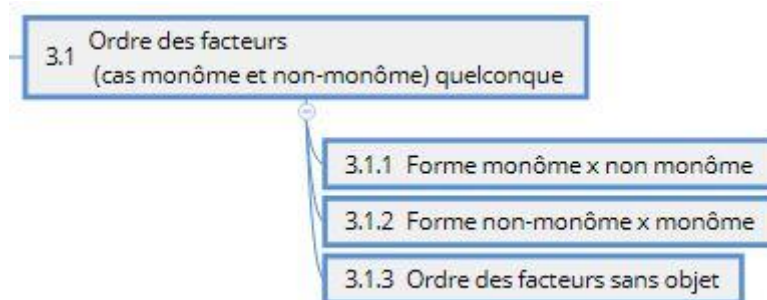 3.1 Ordre des facteurs
(cas monôme et non-monôme) quelconque
3.1.1 Forme monôme x non monôme
3.1.2 Forme non-monôme x monôme
3.1.3 Ordre des facteurs sans objet